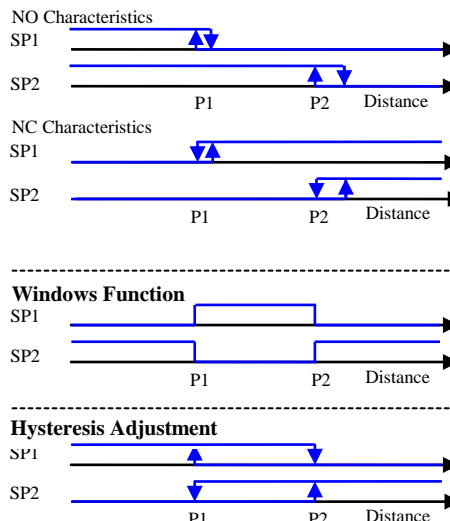 NO Characteristics
SP1
SP2
P1 P2 Distance
NC Characteristics
SP1
SP2
P1 P2 Distance
Windows Function
SP1
SP2
P1 P2 Distance
Hysteresis Adjustment
SP1
SP2
P1 P2 Distance